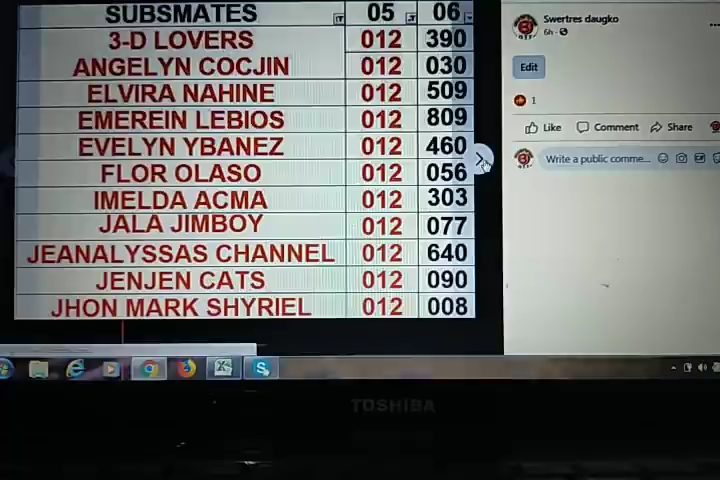 SUBSMATES 05 06
3-D LOVERS 012 390
ANGELYN COCJIN 012 030
ELVIRA NAHINE 012 509
EMEREIN LEBIOS 012 809
EVELYN YBANEZ 012 460
FLOR OLASO 012 056
IMELDA ACMA 012 303
JALA JIMBOY 012 077
JEANALYSSAS CHANNEL 012 640
JENJEN CATS 012 090
JHON MARK SHYRIEL 012 008
Swertres daugko
6h
Edit
1
Like Comment Share
Write a public comme...
TOSHIBA